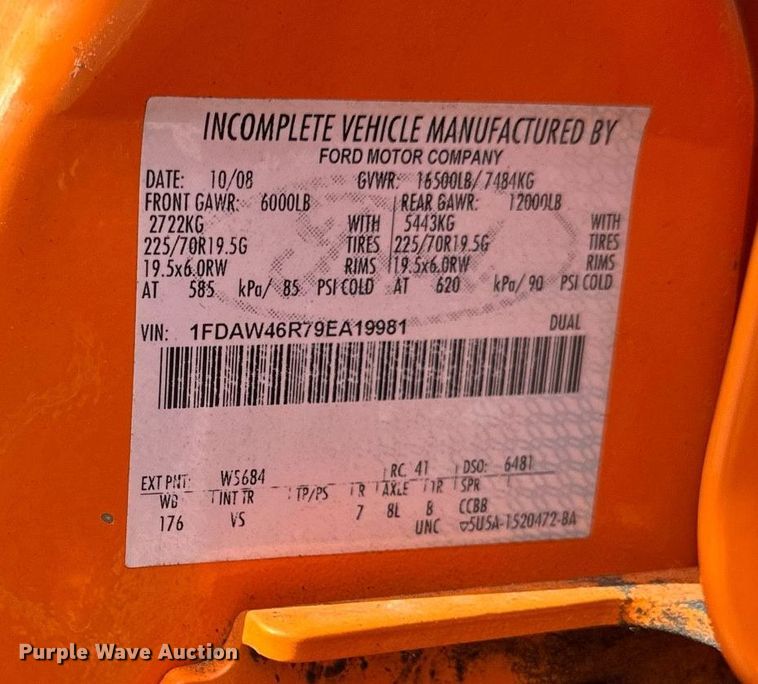 INCOMPLETE VEHICLE MANUFACTURED BY
FORD MOTOR COMPANY
DATE: 10/08 GVWR: 16500LB/ 7484KG
FRONT GAWR: 6000LB REAR GAWR: 12000LB
2722KG WITH 5443KG WITH
225/70R19.5G TIRES 225/70R19.5G TIRES
19.5x6.0RW RIMS 19.5x6.0RW RIMS
AT 585 kPa/ 85 PSI COLD AT 620 kPa/ 90 PSI COLD
VIN: 1FDAW46R79EA19981 DUAL
EXT PNT: W5684 RC: 41 DSO: 6481
WB INT TR TP/PS R AXLE TR SPR
176 VS 7 8L B CCBB
UNC 5U5A-1520472-BA
Purple Wave Auction